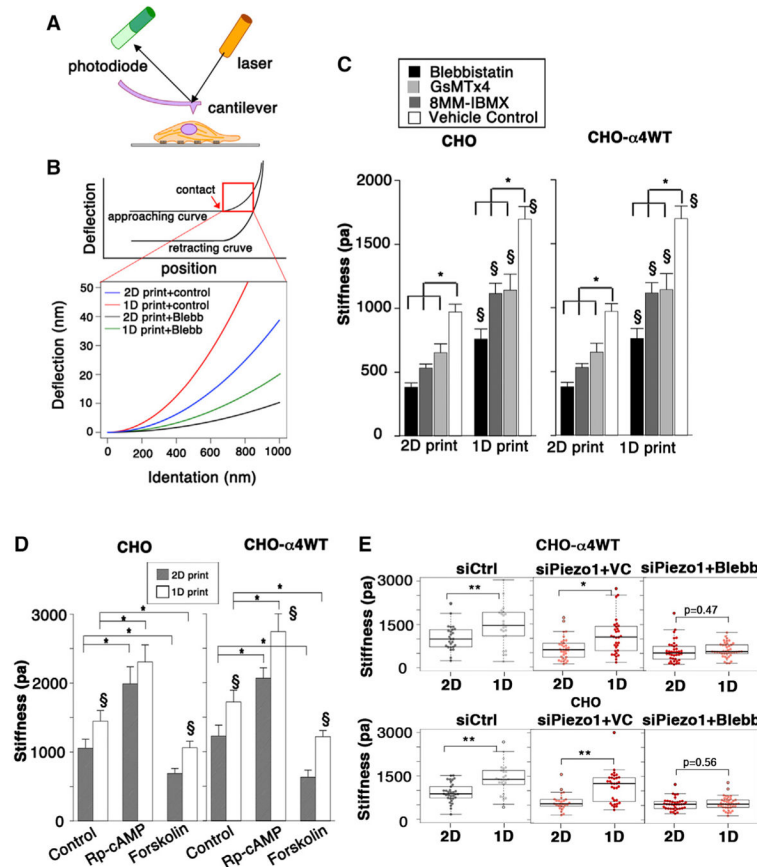 A
photodiode
laser
cantilever
B
Deflection
contact
approaching curve
retracting cruve
position
Deflection (nm)
50
40
30
20
10
0
2D print+control
1D print+control
2D print+Blebb
1D print+Blebb
0 200 400 600 800 1000
Identation (nm)
C
Blebbistatin
GsMTx4
8MM-IBMX
Vehicle Control
CHO
CHO-α4WT
Stiffness (pa)
2000
1500
1000
500
0
*
*
§
§
§
§
*
*
§
§
§
§
2D print 1D print 2D print 1D print
D
CHO
CHO-α4WT
2D print
1D print
Stiffness (pa)
3000
2000
1000
0
*
*
*
*
§
§
*
*
*
*
§
§
§
Control
Rp-cAMP
Forskolin
Control
Rp-cAMP
Forskolin
E
CHO-α4WT
siCtrl
siPiezo1+VC
siPiezo1+Blebb
Stiffness (pa)
3000
1500
0
**
*
p=0.47
2D 1D 2D 1D 2D 1D
CHO
siCtrl
siPiezo1+VC
siPiezo1+Blebb
Stiffness (pa)
3000
1500
0
**
**
p=0.56
2D 1D 2D 1D 2D 1D